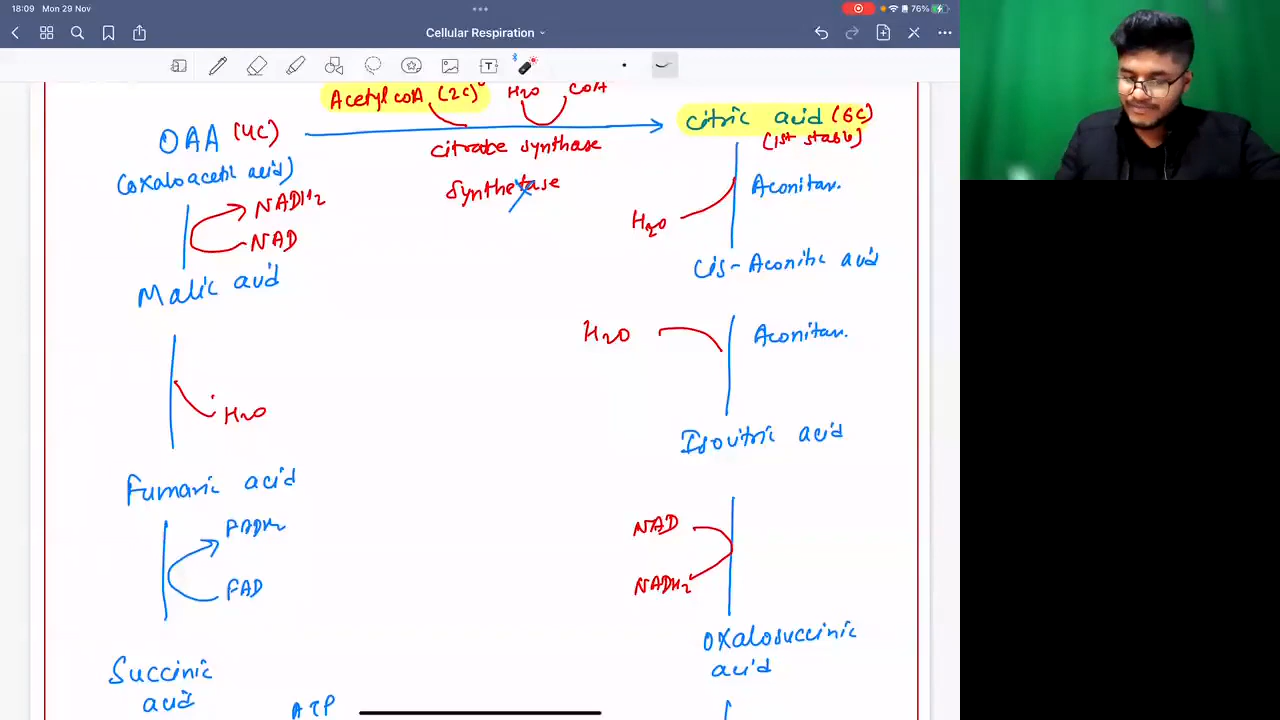 18:09 Mon 29 Nov
76%
Cellular Respiration
Acetyl coA (2C)
H2O
CoA
OAA (4C)
citrate synthase
Citric acid (6C)
(1st stable)
(oxaloacetic acid)
Synthetase
Aconitas.
NADH2
NAD
H2O
Cis-Aconitic acid
Malic acid
H2O
Aconitas.
H2O
Isocitric acid
Fumaric acid
FADH2
FAD
NAD
NADH2
Oxalosuccinic
acid
Succinic
acid
ATP